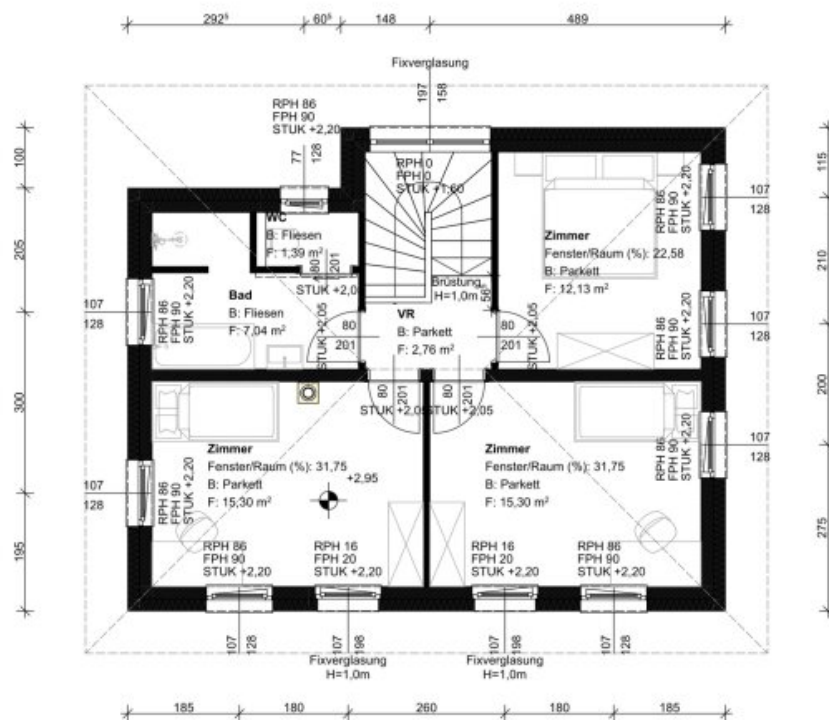 292⁵
60⁵
148
489
Fixverglasung
197
158
RPH 86
FPH 90
STUK +2,20
77
128
100
205
300
195
115
210
200
275
RPH 0
FPH 0
STUK +1,60
WC
B: Fliesen
F: 1,39 m²
80
201
STUK +2,0
Bad
B: Fliesen
F: 7,04 m²
107
128
RPH 86
FPH 90
STUK +2,20
80
201
STUK +2,05
VR
B: Parkett
F: 2,76 m²
Brüstung
H=1,0m
Zimmer
Fenster/Raum (%): 22,58
B: Parkett
F: 12,13 m²
80
201
STUK +2,05
RPH 86
FPH 90
STUK +2,20
107
128
RPH 86
FPH 90
STUK +2,20
107
128
80
201
STUK +2,05
80
201
STUK +2,05
Zimmer
Fenster/Raum (%): 31,75
B: Parkett
F: 15,30 m²
+2,95
RPH 86
FPH 90
STUK +2,20
107
128
Zimmer
Fenster/Raum (%): 31,75
B: Parkett
F: 15,30 m²
RPH 86
FPH 90
STUK +2,20
107
128
RPH 86
FPH 90
STUK +2,20
RPH 16
FPH 20
STUK +2,20
RPH 16
FPH 20
STUK +2,20
RPH 86
FPH 90
STUK +2,20
107
128
107
198
107
198
107
128
Fixverglasung
H=1,0m
Fixverglasung
H=1,0m
185
180
260
180
185